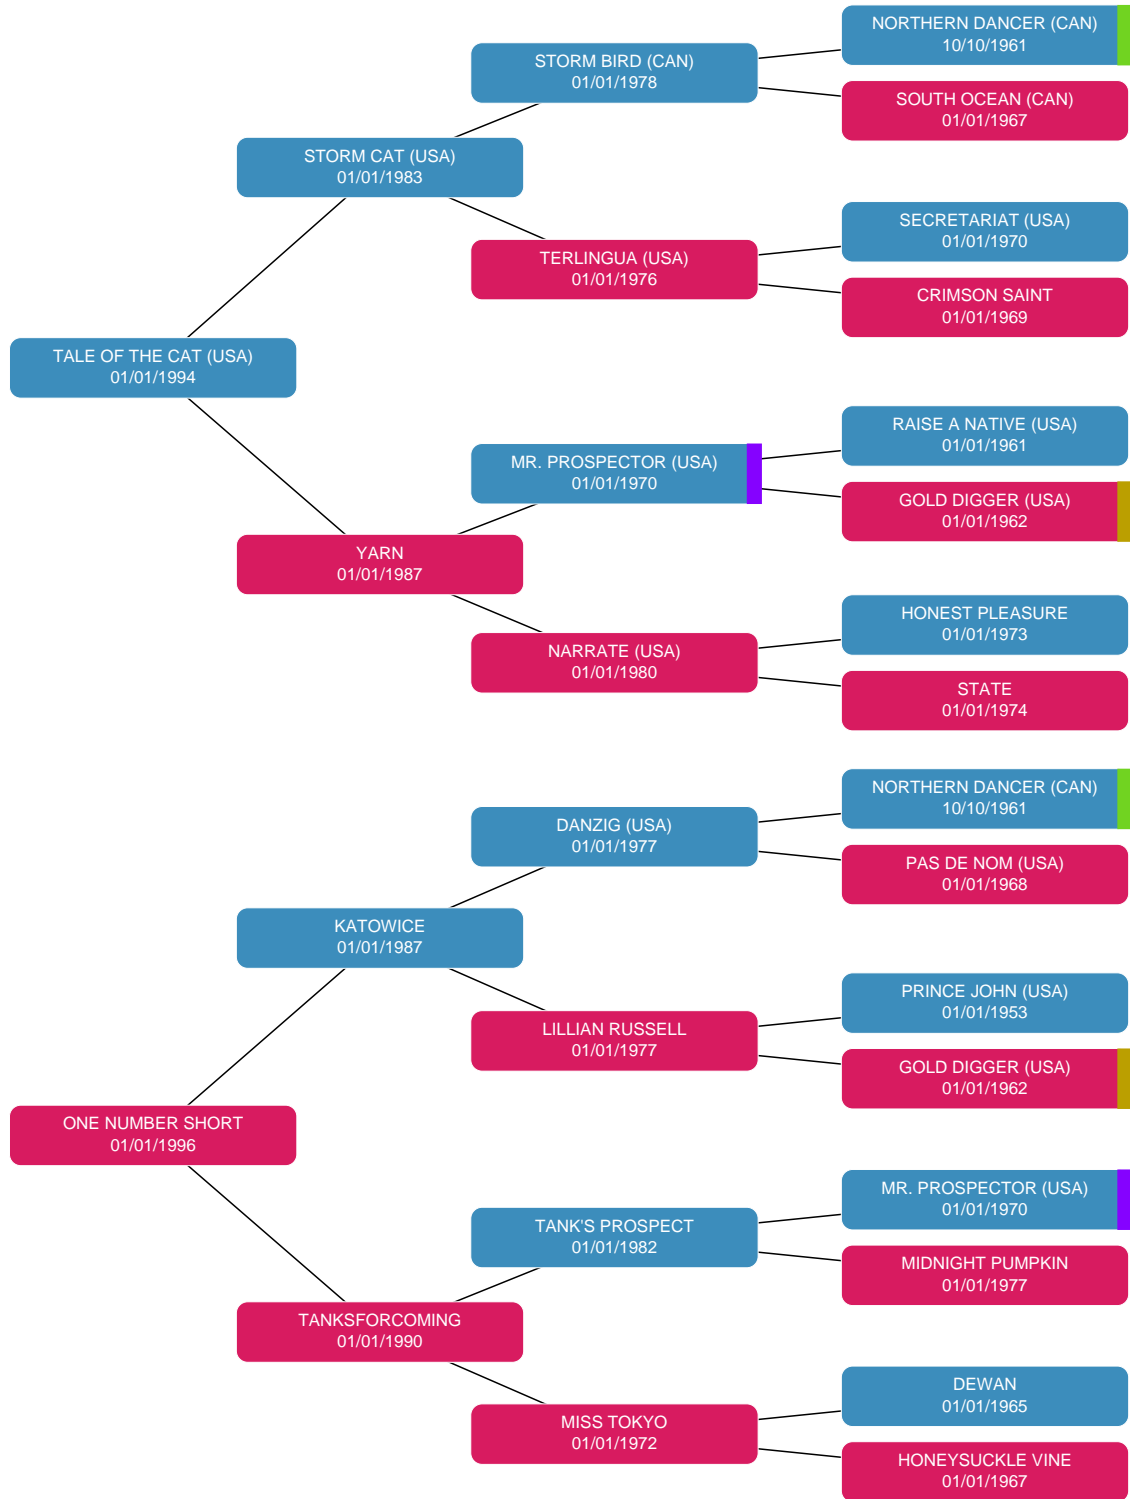 NORTHERN DANCER (CAN)
10/10/1961
STORM BIRD (CAN)
01/01/1978
SOUTH OCEAN (CAN)
01/01/1967
STORM CAT (USA)
01/01/1983
SECRETARIAT (USA)
01/01/1970
TERLINGUA (USA)
01/01/1976
CRIMSON SAINT
01/01/1969
TALE OF THE CAT (USA)
01/01/1994
RAISE A NATIVE (USA)
01/01/1961
MR. PROSPECTOR (USA)
01/01/1970
GOLD DIGGER (USA)
01/01/1962
YARN
01/01/1987
HONEST PLEASURE
01/01/1973
NARRATE (USA)
01/01/1980
STATE
01/01/1974
NORTHERN DANCER (CAN)
10/10/1961
DANZIG (USA)
01/01/1977
PAS DE NOM (USA)
01/01/1968
KATOWICE
01/01/1987
PRINCE JOHN (USA)
01/01/1953
LILLIAN RUSSELL
01/01/1977
GOLD DIGGER (USA)
01/01/1962
ONE NUMBER SHORT
01/01/1996
MR. PROSPECTOR (USA)
01/01/1970
TANK'S PROSPECT
01/01/1982
MIDNIGHT PUMPKIN
01/01/1977
TANKSFORCOMING
01/01/1990
DEWAN
01/01/1965
MISS TOKYO
01/01/1972
HONEYSUCKLE VINE
01/01/1967